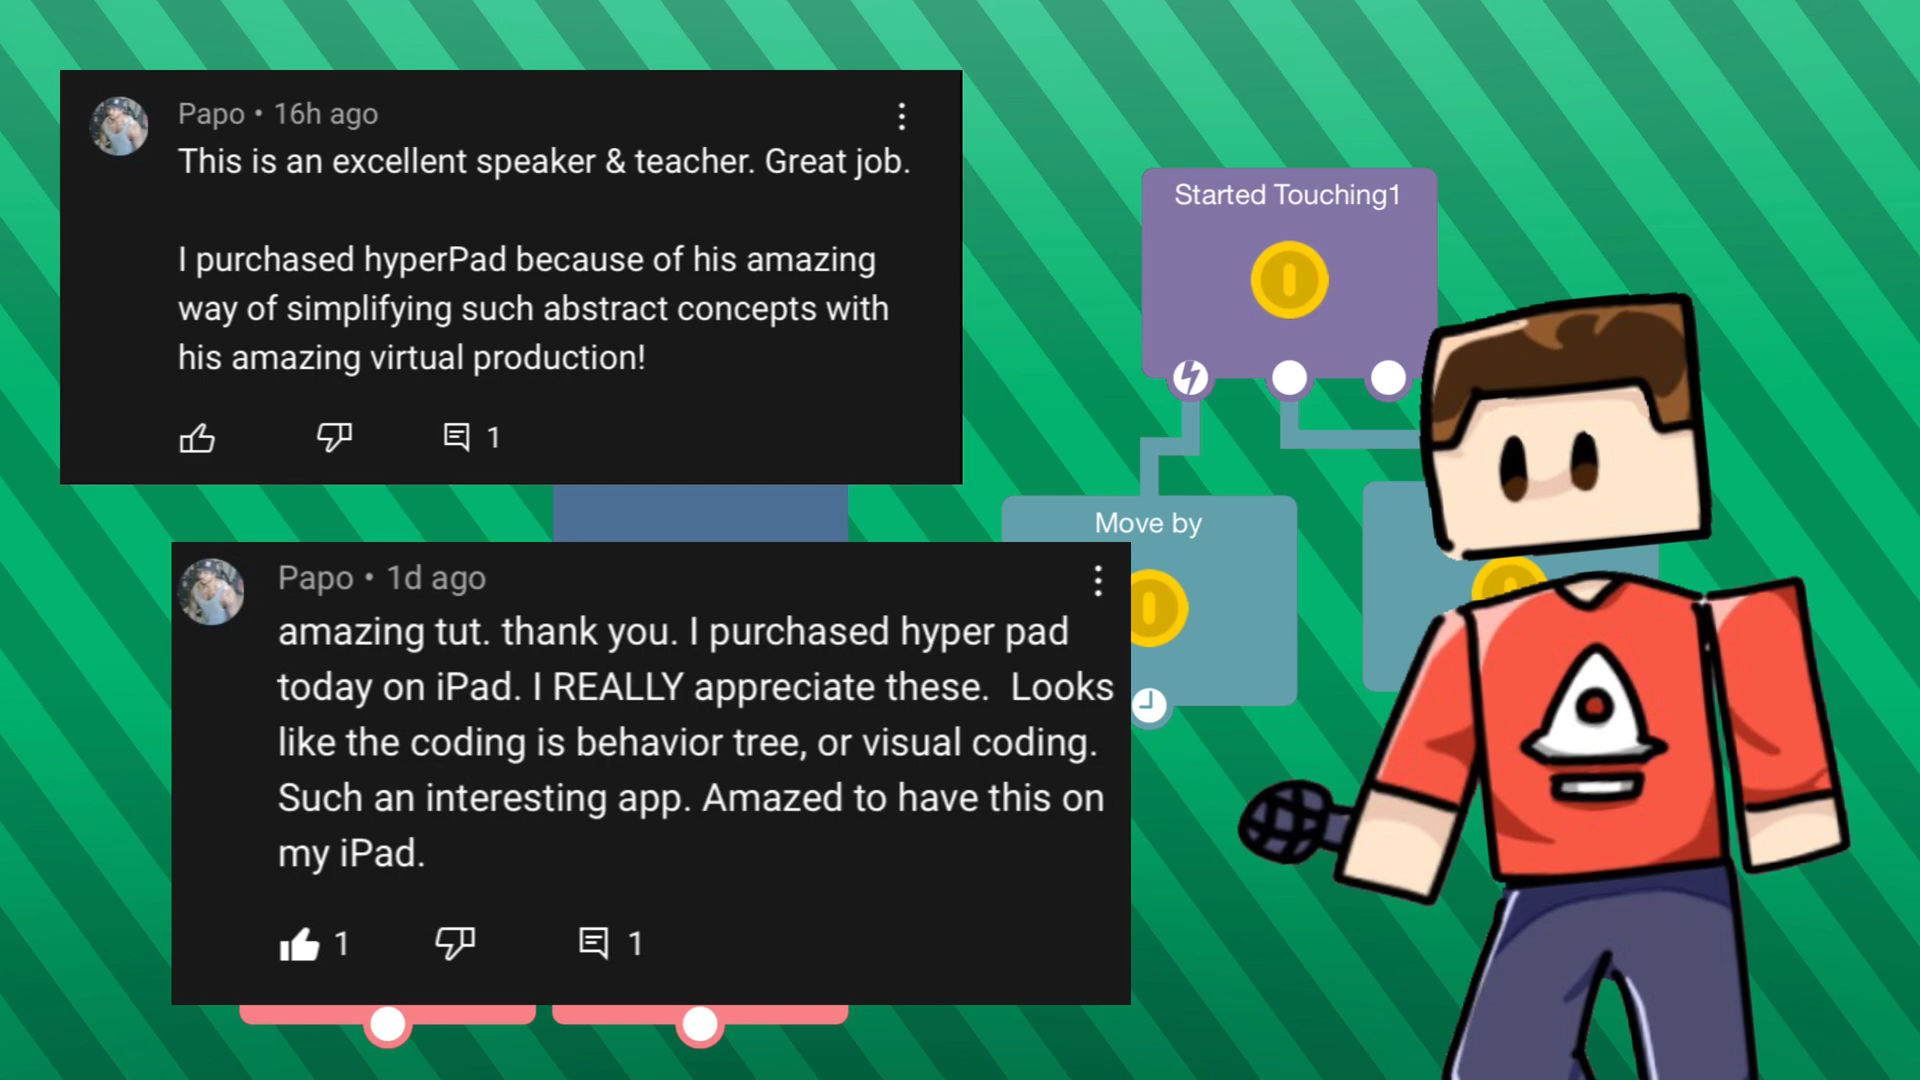 Papo • 16h ago
This is an excellent speaker & teacher. Great job.
I purchased hyperPad because of his amazing
way of simplifying such abstract concepts with
his amazing virtual production!
1
Started Touching1
Move by
Papo • 1d ago
amazing tut. thank you. I purchased hyper pad
today on iPad. I REALLY appreciate these.  Looks
like the coding is behavior tree, or visual coding.
Such an interesting app. Amazed to have this on
my iPad.
1 1